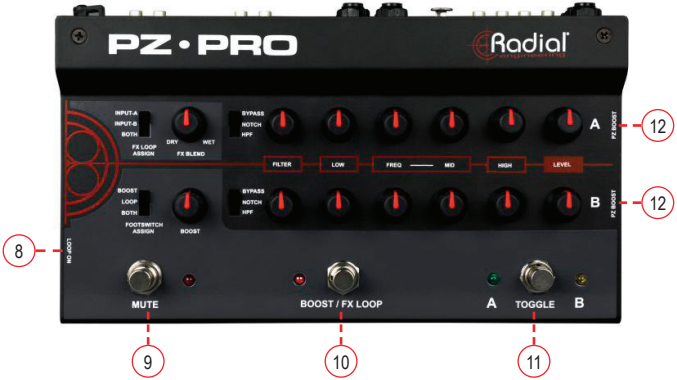 PZ•PRO
Radial
engineering
INPUT-A
INPUT-B
BOTH
FX LOOP
ASSIGN
DRY WET
FX BLEND
BYPASS
NOTCH
HPF
A
PZ BOOST
12
FILTER LOW FREQ MID HIGH LEVEL
BOOST
LOOP
BOTH
FOOTSWITCH
ASSIGN
BOOST
BYPASS
NOTCH
HPF
B
PZ BOOST
12
8
LOOP ON
MUTE
BOOST / FX LOOP
A TOGGLE B
9
10
11